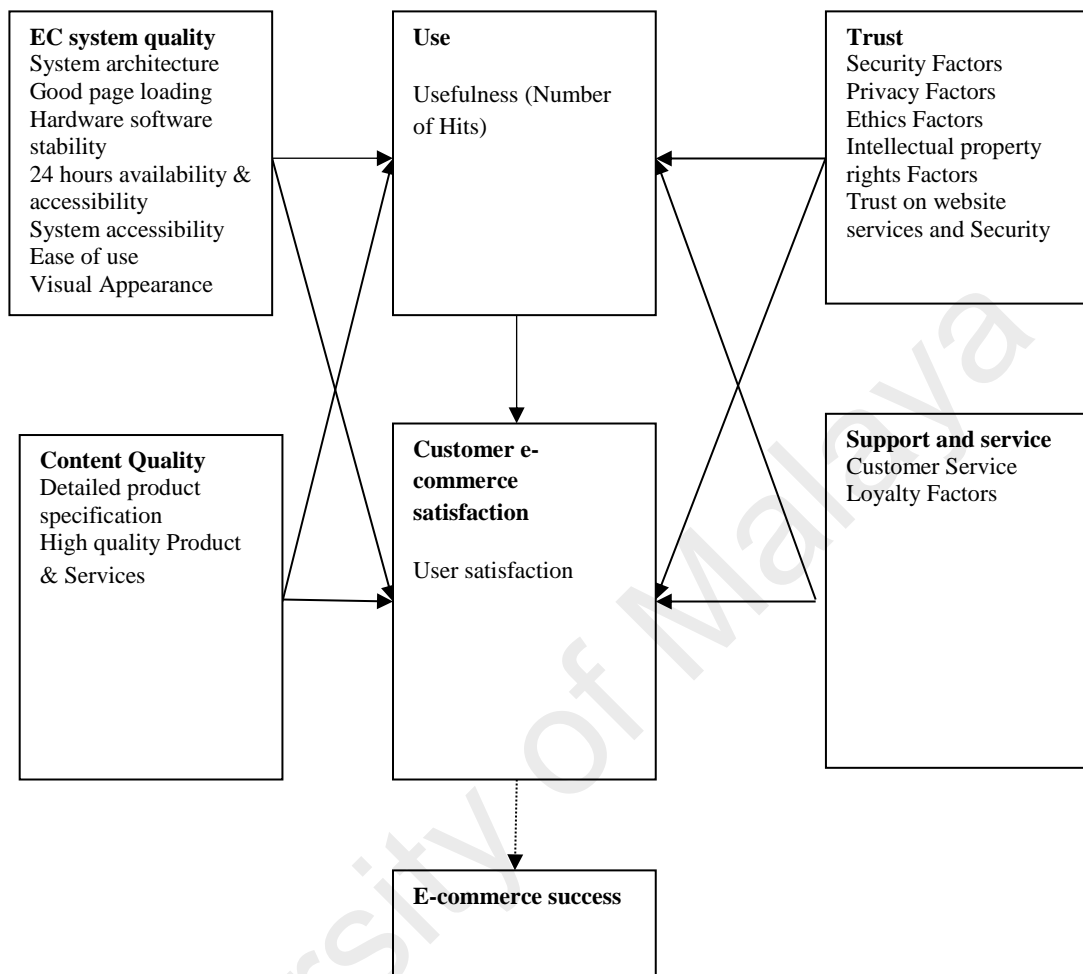 EC system quality
System architecture
Good page loading
Hardware software
stability
24 hours availability &
accessibility
System accessibility
Ease of use
Visual Appearance
Use
Usefulness (Number
of Hits)
Trust
Security Factors
Privacy Factors
Ethics Factors
Intellectual property
rights Factors
Trust on website
services and Security
Content Quality
Detailed product
specification
High quality Product
& Services
Customer e-
commerce
satisfaction
User satisfaction
Support and service
Customer Service
Loyalty Factors
E-commerce success
rsity of Malaya